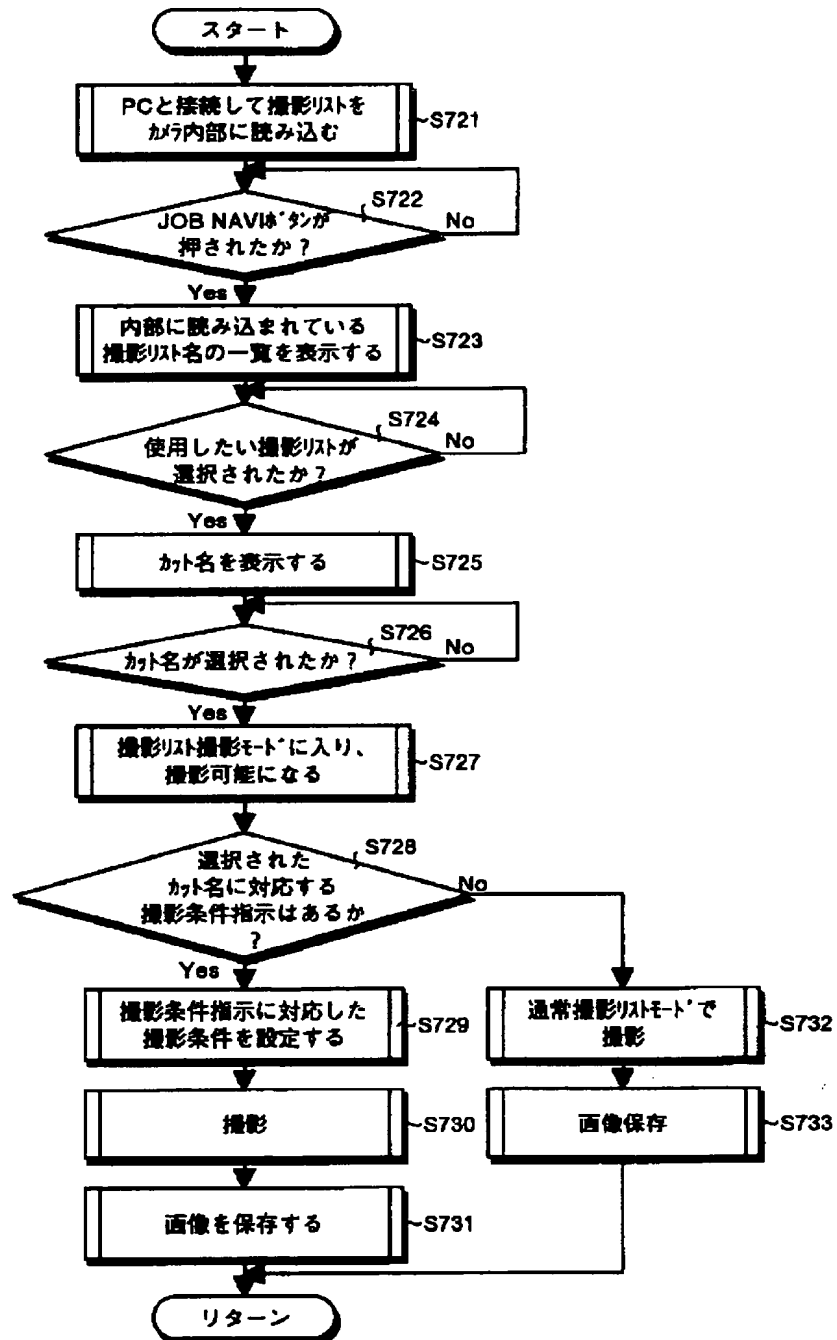 スタート
PCと接続して撮影ﾘｽﾄを
ｶﾒﾗ内部に読み込む
S721
S722
JOB NAVIﾎﾞﾀﾝが
押されたか？
No
Yes
内部に読み込まれている
撮影ﾘｽﾄ名の一覧を表示する
S723
S724
使用したい撮影ﾘｽﾄが
選択されたか？
No
Yes
ｶｯﾄ名を表示する
S725
S726
ｶｯﾄ名が選択されたか？
No
Yes
撮影ﾘｽﾄ撮影ﾓｰﾄﾞに入り、
撮影可能になる
S727
S728
選択された
ｶｯﾄ名に対応する
撮影条件指示はあるか
？
No
Yes
撮影条件指示に対応した
撮影条件を設定する
S729
通常撮影ﾘｽﾄﾓｰﾄﾞで
撮影
S732
撮影
S730
画像保存
S733
画像を保存する
S731
リターン